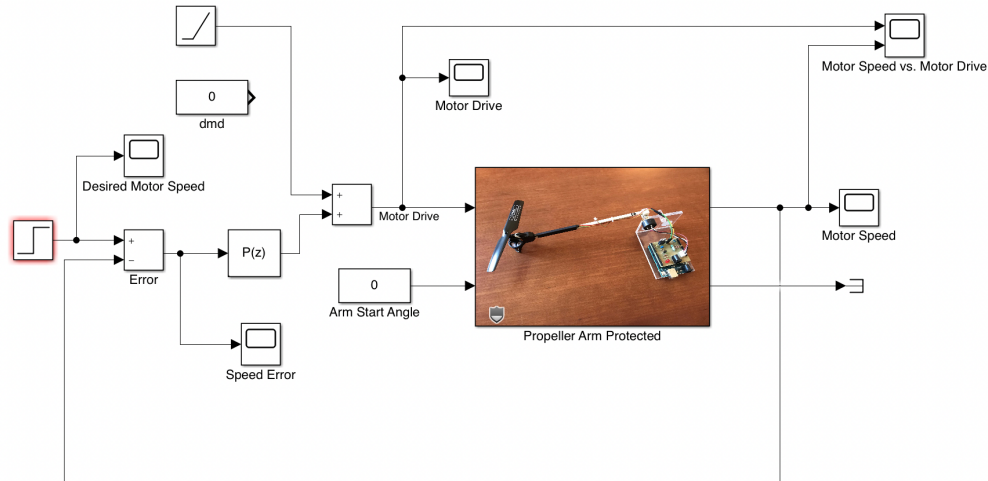 Motor Speed vs. Motor Drive
Motor Drive
0
dmd
Desired Motor Speed
+
+
Motor Drive
+
−
Error
P(z)
Motor Speed
0
Arm Start Angle
Propeller Arm Protected
Speed Error